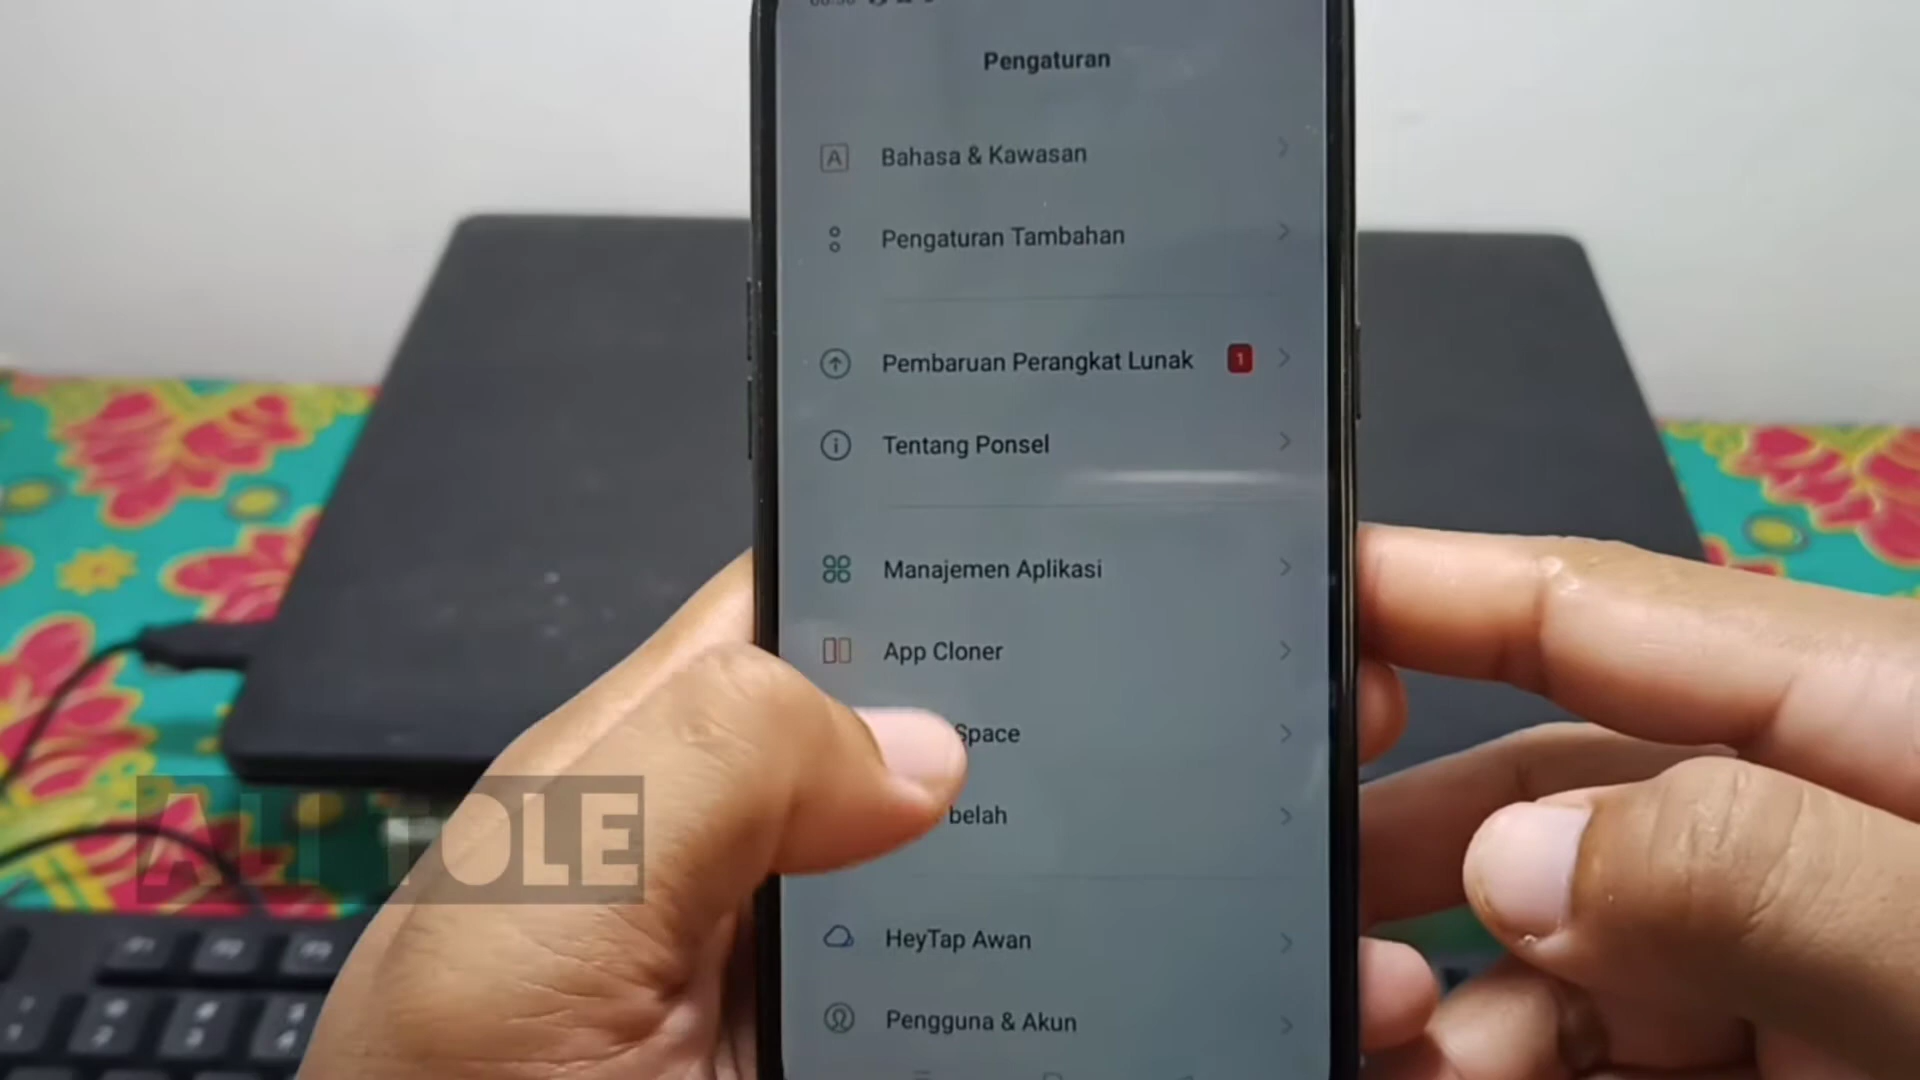 Pengaturan
A
Bahasa & Kawasan
Pengaturan Tambahan
Pembaruan Perangkat Lunak 1
Tentang Ponsel
Manajemen Aplikasi
App Cloner
Space
belah
HeyTap Awan
Pengguna & Akun
ALI TOLE